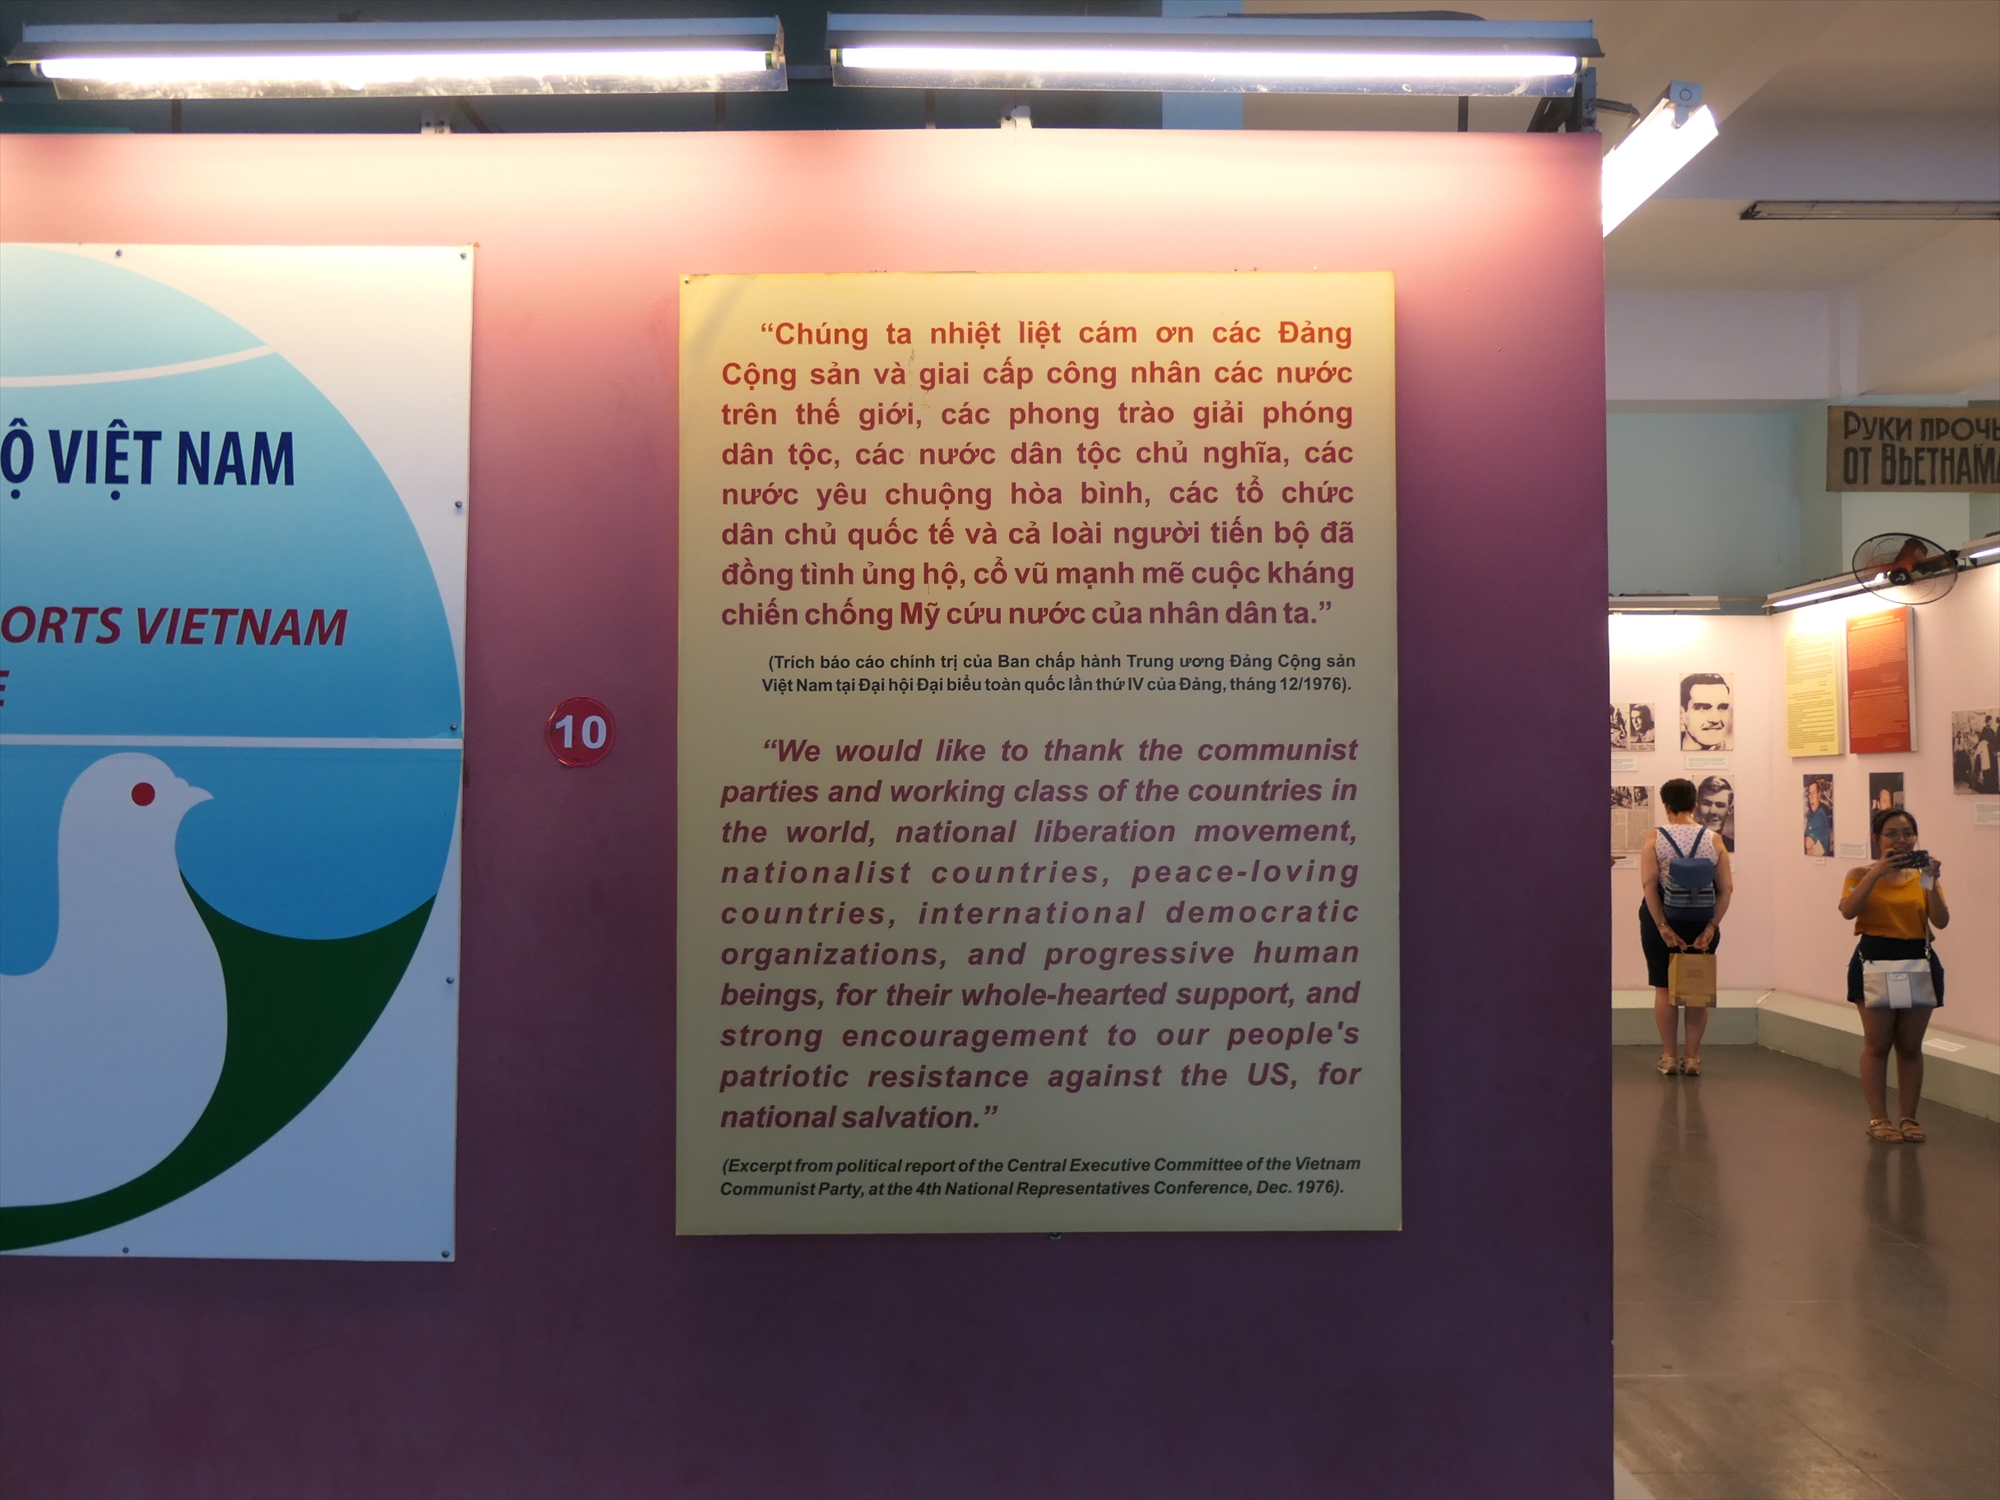 Ộ VIỆT NAM
ORTS VIETNAM
E
10
“Chúng ta nhiệt liệt cám ơn các Đảng
Cộng sản và giai cấp công nhân các nước
trên thế giới, các phong trào giải phóng
dân tộc, các nước dân tộc chủ nghĩa, các
nước yêu chuộng hòa bình, các tổ chức
dân chủ quốc tế và cả loài người tiến bộ đã
đồng tình ủng hộ, cổ vũ mạnh mẽ cuộc kháng
chiến chống Mỹ cứu nước của nhân dân ta.”
(Trích báo cáo chính trị của Ban chấp hành Trung ương Đảng Cộng sản
Việt Nam tại Đại hội Đại biểu toàn quốc lần thứ IV của Đảng, tháng 12/1976).
“We would like to thank the communist
parties and working class of the countries in
the world, national liberation movement,
nationalist countries, peace-loving
countries, international democratic
organizations, and progressive human
beings, for their whole-hearted support, and
strong encouragement to our people's
patriotic resistance against the US, for
national salvation.”
(Excerpt from political report of the Central Executive Committee of the Vietnam
Communist Party, at the 4th National Representatives Conference, Dec. 1976).
РУКИ ПРОЧЬ
ОТ ВЬЕТНАМА